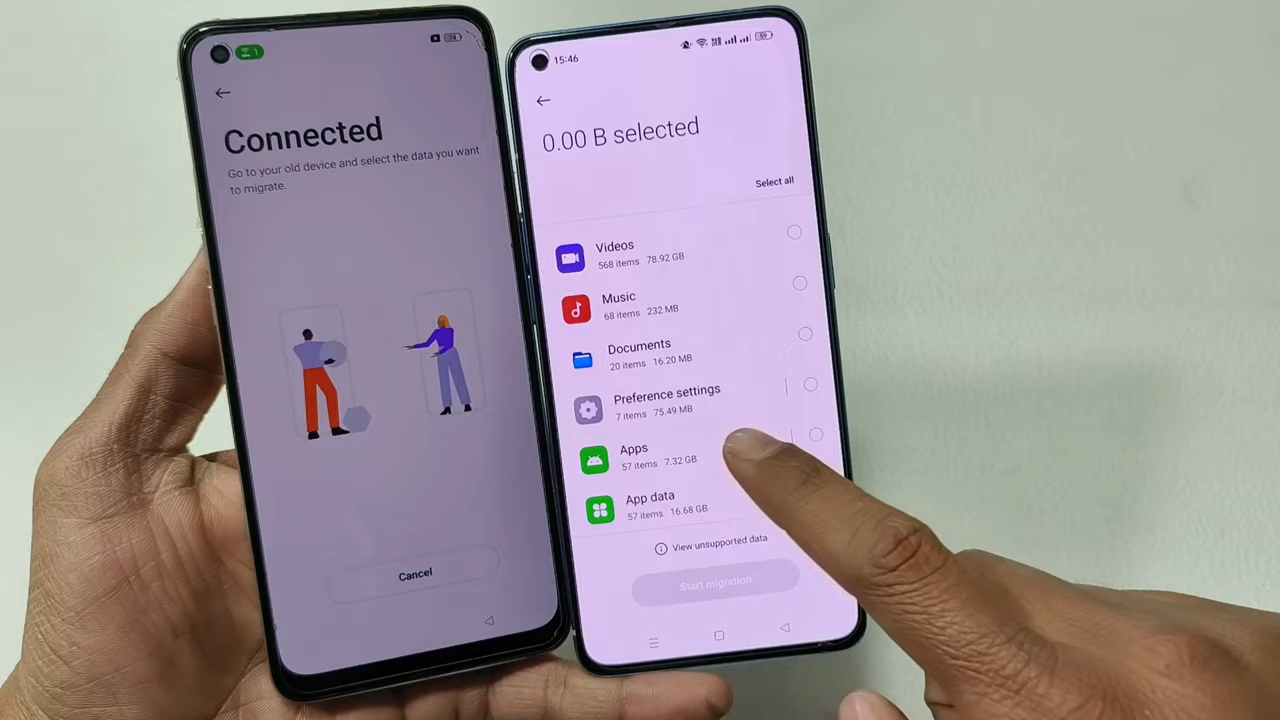 1
74
Connected
Go to your old device and select the data you want
to migrate.
Cancel
15:46
59
0.00 B selected
Select all
Videos
568 items 78.92 GB
Music
68 items 232 MB
Documents
20 items 16.20 MB
Preference settings
7 items 75.49 MB
Apps
57 items 7.32 GB
App data
57 items 16.68 GB
View unsupported data
Start migration